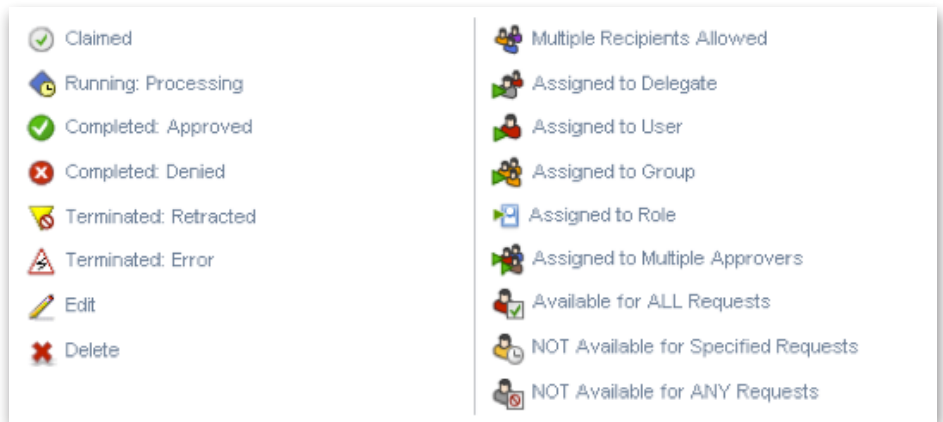 Claimed
Running: Processing
Completed: Approved
Completed: Denied
Terminated: Retracted
Terminated: Error
Edit
Delete
Multiple Recipients Allowed
Assigned to Delegate
Assigned to User
Assigned to Group
Assigned to Role
Assigned to Multiple Approvers
Available for ALL Requests
NOT Available for Specified Requests
NOT Available for ANY Requests